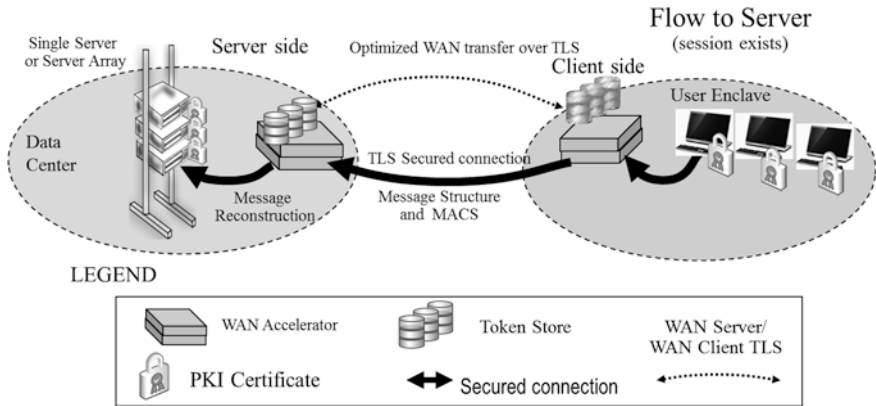 Flow to Server
(session exists)
Single Server
or Server Array
Server side
Optimized WAN transfer over TLS
Client side
User Enclave
Data
Center
TLS Secured connection
Message
Reconstruction
Message Structure
and MACS
LEGEND
WAN Accelerator
Token Store
WAN Server/
WAN Client TLS
PKI Certificate
Secured connection